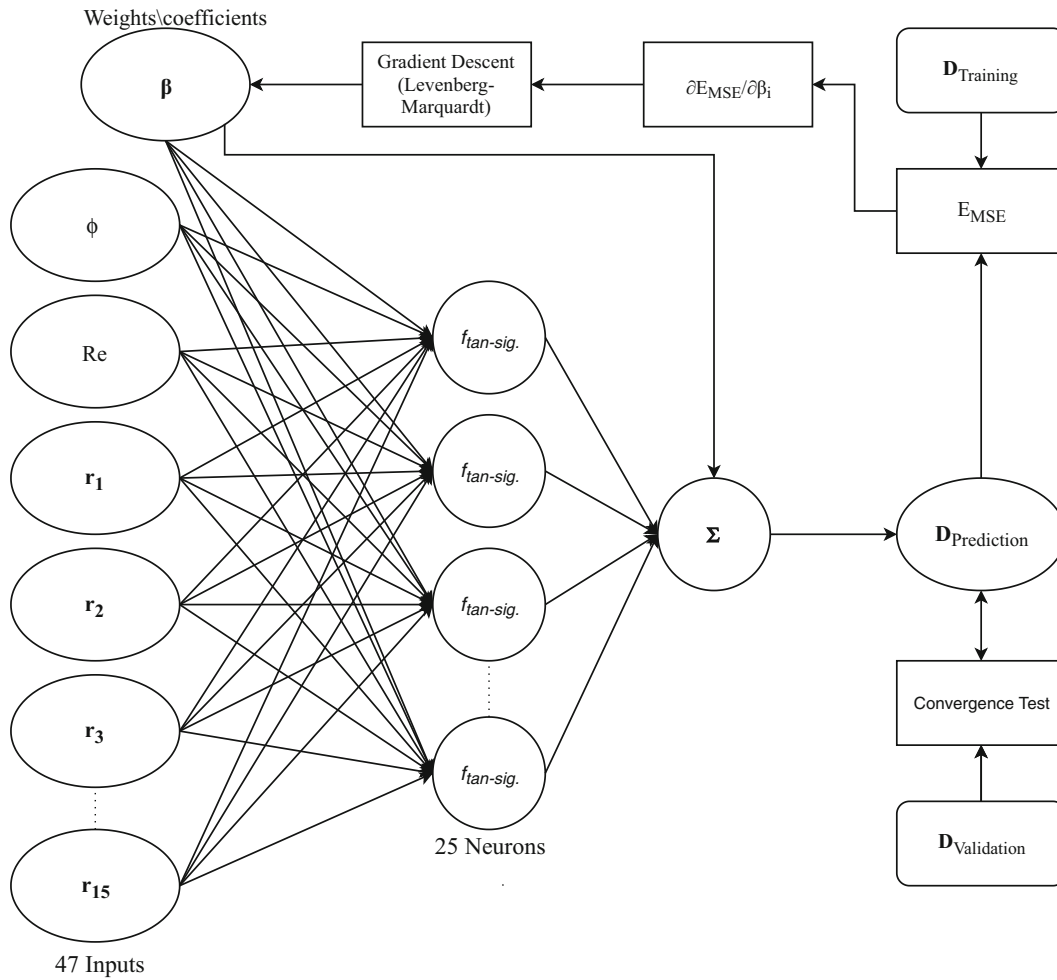 Weights\coefficients
β
Gradient Descent
(Levenberg-
Marquardt)
∂E_MSE/∂β_i
D_Training
E_MSE
ϕ
Re
r_1
r_2
r_3
r_15
47 Inputs
f_tan-sig.
f_tan-sig.
f_tan-sig.
f_tan-sig.
25 Neurons
Σ
D_Prediction
Convergence Test
D_Validation